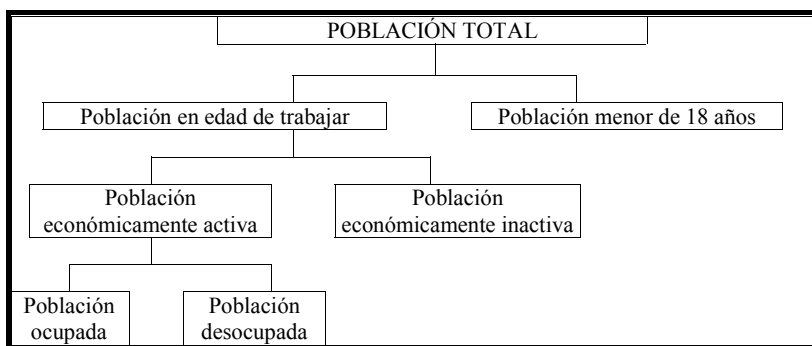 POBLACIÓN TOTAL
Población en edad de trabajar
Población menor de 18 años
Población
económicamente activa
Población
económicamente inactiva
Población
ocupada
Población
desocupada